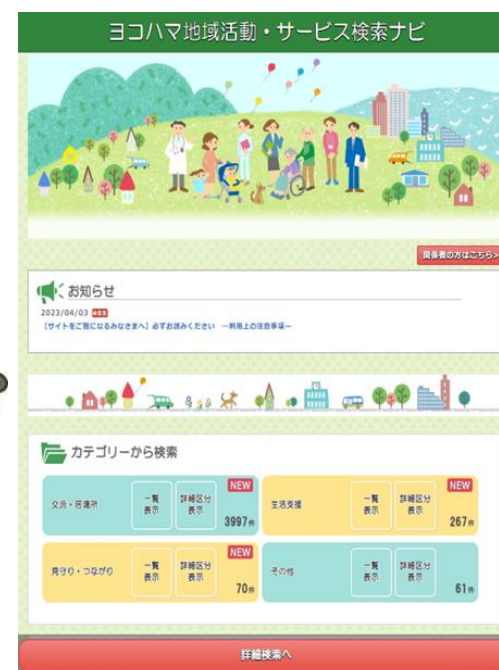 ヨコハマ地域活動・サービス検索ナビ
関係者の方はこちら>
お知らせ
2023/04/03 重要
【サイトをご覧になるみなさまへ】必ずお読みください ー利用上の注意事項ー
カテゴリーから検索
交流・居場所
一覧
表示
詳細区分
表示
NEW
3997件
生活支援
一覧
表示
詳細区分
表示
NEW
267件
見守り・つながり
一覧
表示
詳細区分
表示
NEW
70件
その他
一覧
表示
詳細区分
表示
61件
詳細検索へ